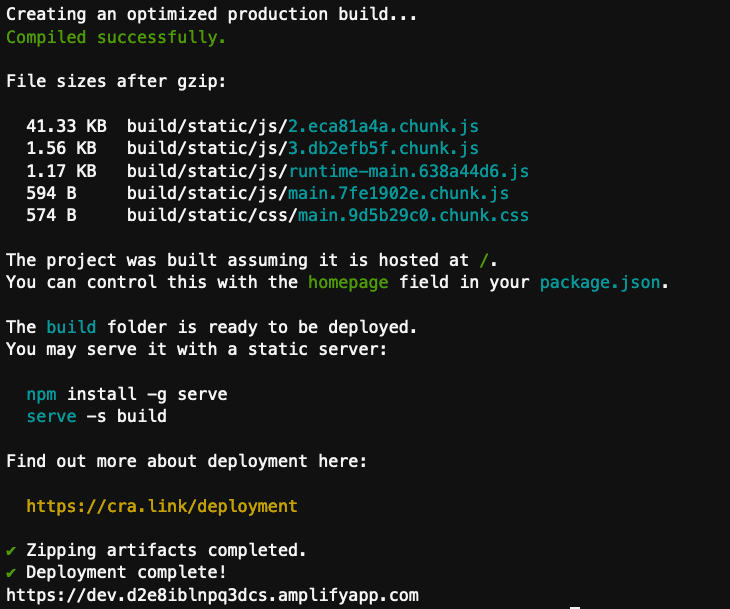 Creating an optimized production build...
Compiled successfully.
File sizes after gzip:
41.33 KB build/static/js/2.eca81a4a.chunk.js
1.56 KB build/static/js/3.db2efb5f.chunk.js
1.17 KB build/static/js/runtime-main.638a44d6.js
594 B build/static/js/main.7fe1902e.chunk.js
574 B build/static/css/main.9d5b29c0.chunk.css
The project was built assuming it is hosted at /.
You can control this with the homepage field in your package.json.
The build folder is ready to be deployed.
You may serve it with a static server:
npm install -g serve
serve -s build
Find out more about deployment here:
https://cra.link/deployment
✔ Zipping artifacts completed.
✔ Deployment complete!
https://dev.d2e8iblnpq3dcs.amplifyapp.com